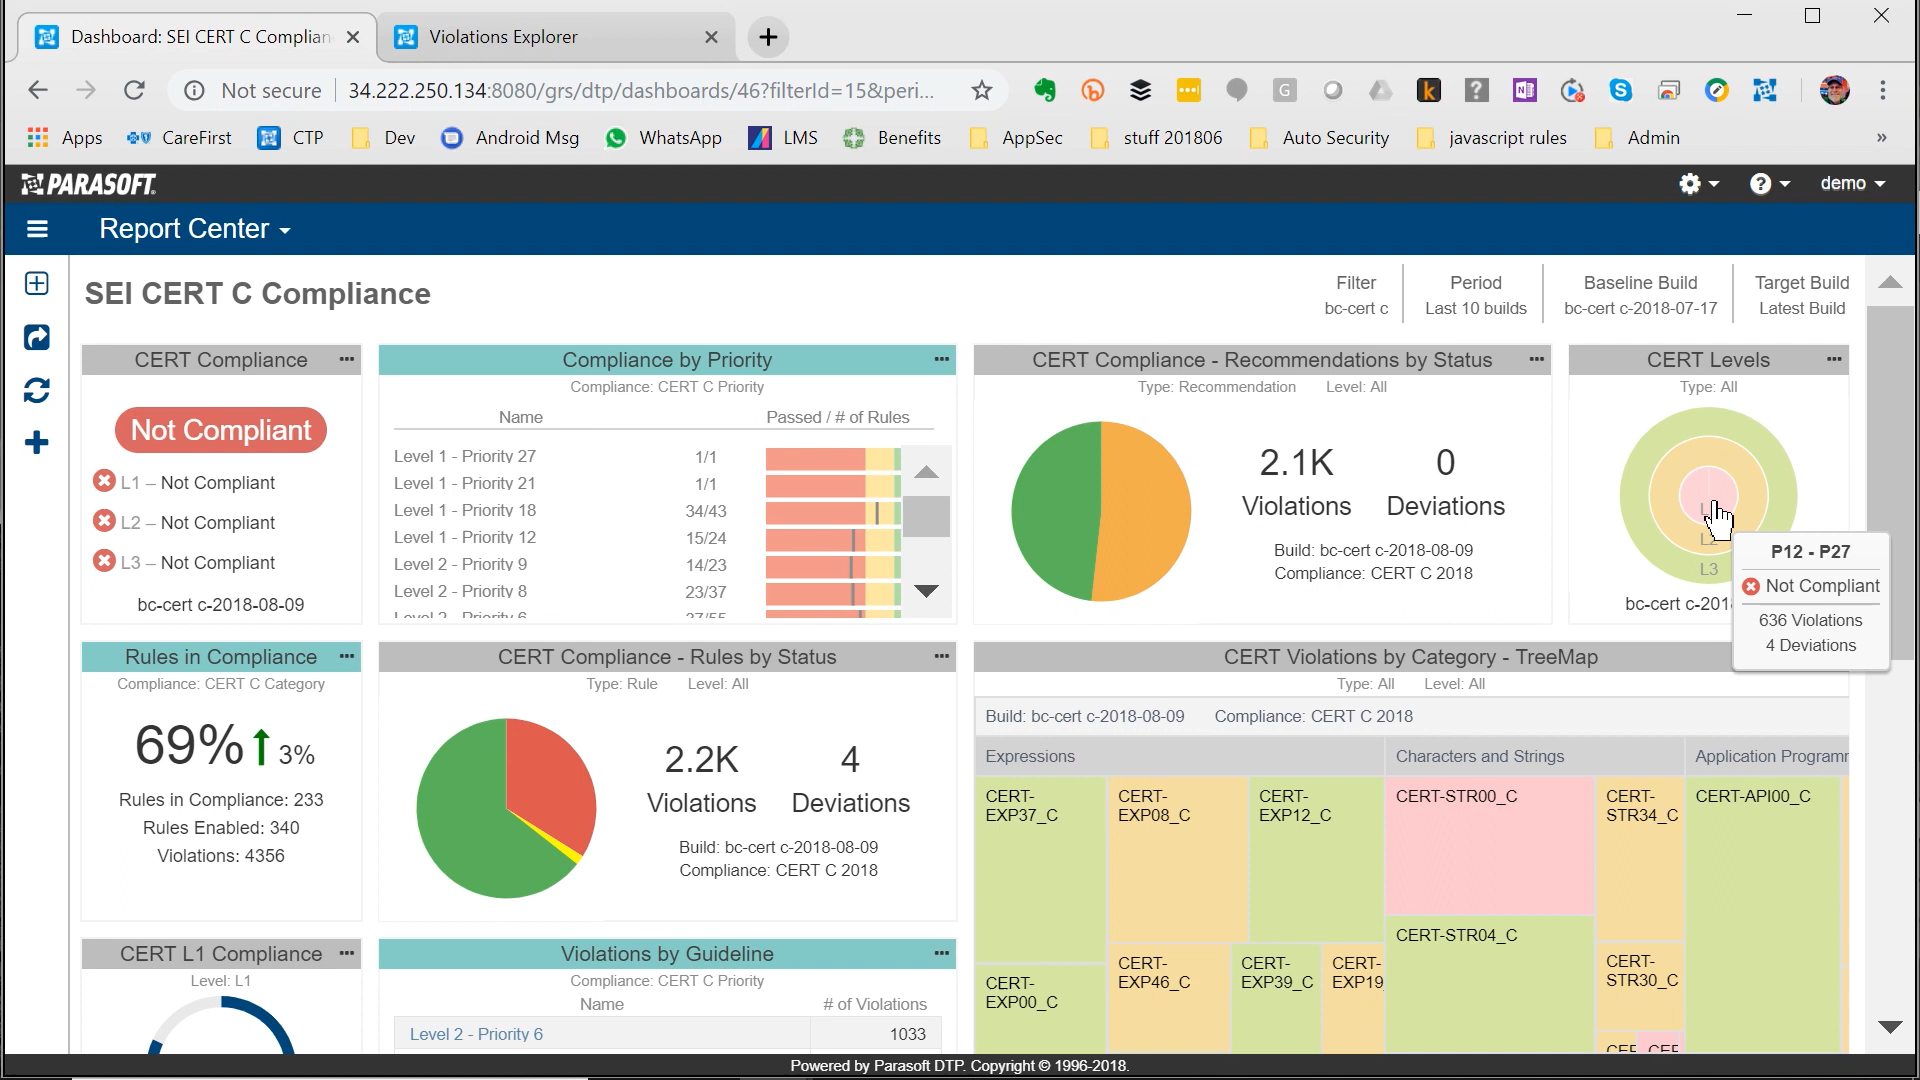 Dashboard: SEI CERT C Complian
Violations Explorer
Not secure
34.222.250.134:8080/grs/dtp/dashboards/46?filterId=15&peri...
Apps
CareFirst
CTP
Dev
Android Msg
WhatsApp
LMS
Benefits
AppSec
stuff 201806
Auto Security
javascript rules
Admin
»
PARASOFT
demo
Report Center
SEI CERT C Compliance
Filter
bc-cert c
Period
Last 10 builds
Baseline Build
bc-cert c-2018-07-17
Target Build
Latest Build
CERT Compliance
Not Compliant
L1 – Not Compliant
L2 – Not Compliant
L3 – Not Compliant
bc-cert c-2018-08-09
Compliance by Priority
Compliance: CERT C Priority
Name Passed / # of Rules
Level 1 - Priority 27 1/1
Level 1 - Priority 21 1/1
Level 1 - Priority 18 34/43
Level 1 - Priority 12 15/24
Level 2 - Priority 9 14/23
Level 2 - Priority 8 23/37
Level 2 - Priority 6 27/55
CERT Compliance - Recommendations by Status
Type: Recommendation Level: All
2.1K
Violations
0
Deviations
Build: bc-cert c-2018-08-09
Compliance: CERT C 2018
CERT Levels
Type: All
L2
L3
bc-cert c-201
P12 - P27
Not Compliant
636 Violations
4 Deviations
Rules in Compliance
Compliance: CERT C Category
69% 3%
Rules in Compliance: 233
Rules Enabled: 340
Violations: 4356
CERT Compliance - Rules by Status
Type: Rule Level: All
2.2K
Violations
4
Deviations
Build: bc-cert c-2018-08-09
Compliance: CERT C 2018
CERT Violations by Category - TreeMap
Type: All Level: All
Build: bc-cert c-2018-08-09 Compliance: CERT C 2018
Expressions
Characters and Strings
Application Programm
CERT-
EXP37_C
CERT-
EXP08_C
CERT-
EXP12_C
CERT-STR00_C
CERT-
STR34_C
CERT-API00_C
CERT-STR04_C
CERT-
EXP00_C
CERT-
EXP46_C
CERT-
EXP39_C
CERT-
EXP19
CERT-
STR30_C
CERT L1 Compliance
Level: L1
Violations by Guideline
Compliance: CERT C Priority
Name # of Violations
Level 2 - Priority 6 1033
Powered by Parasoft DTP. Copyright © 1996-2018.